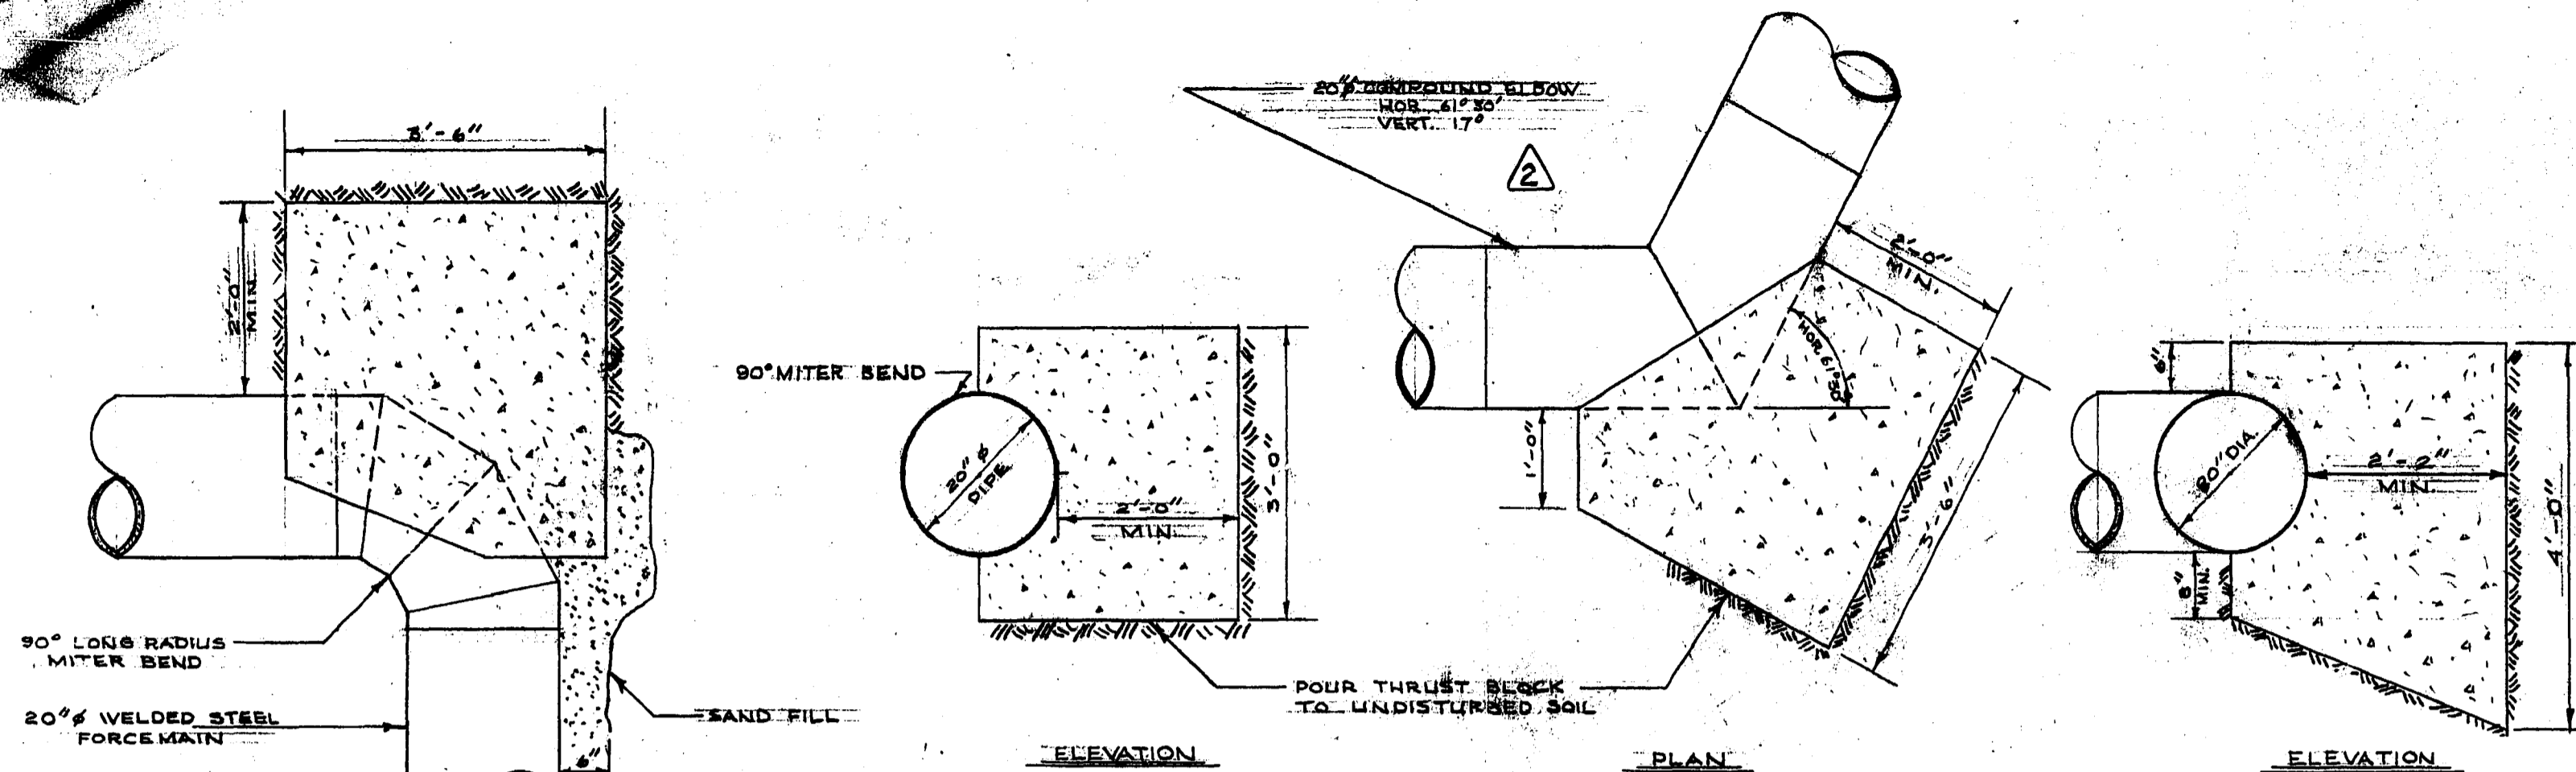 3'-6"
2'-0"
MIN.
90° LONG RADIUS
MITER BEND
20"φ WELDED STEEL
FORCEMAIN
SAND FILL
6"
90° MITER BEND
20" φ
PIPE
2'-0"
MIN.
3'-0"
ELEVATION
POUR THRUST BLOCK
TO UNDISTURBED SOIL
20"φ COMPOUND ELBOW
HOR. 61° 30'
VERT. 17°
2
2'-0"
MIN.
HOR. 61°30'
1'-0"
3'-6"
PLAN
6"
20" DIA.
2'-2"
MIN.
8"
MIN.
4'-0"
ELEVATION